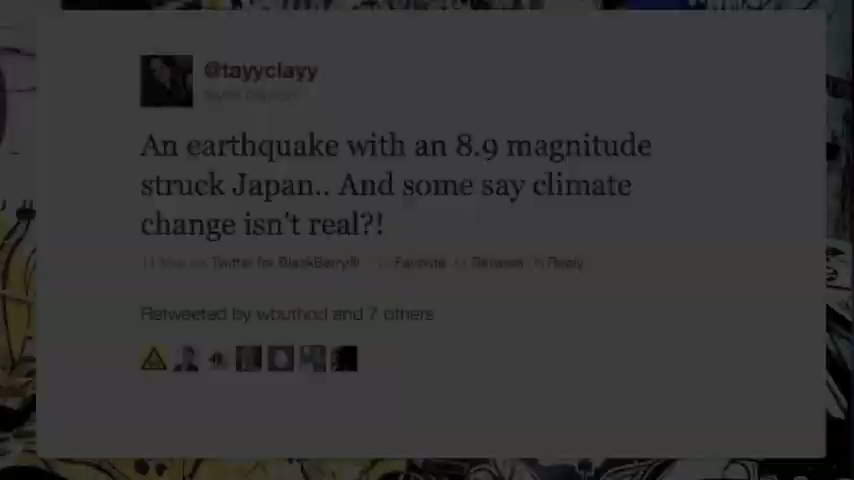 @tayyclayy
An earthquake with an 8.9 magnitude
struck Japan.. And some say climate
change isn't real?!
Twitter for BlackBerry® Favorite Retweet Reply
Retweeted by wbuthod and 7 others